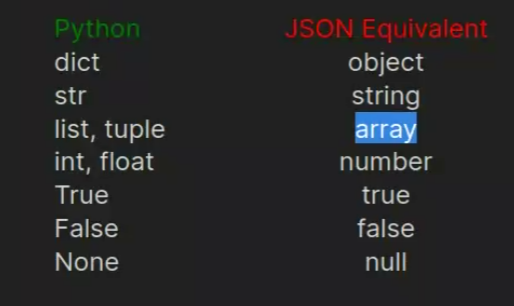 Python JSON Equivalent
dict object
str string
list, tuple array
int, float number
True true
False false
None null